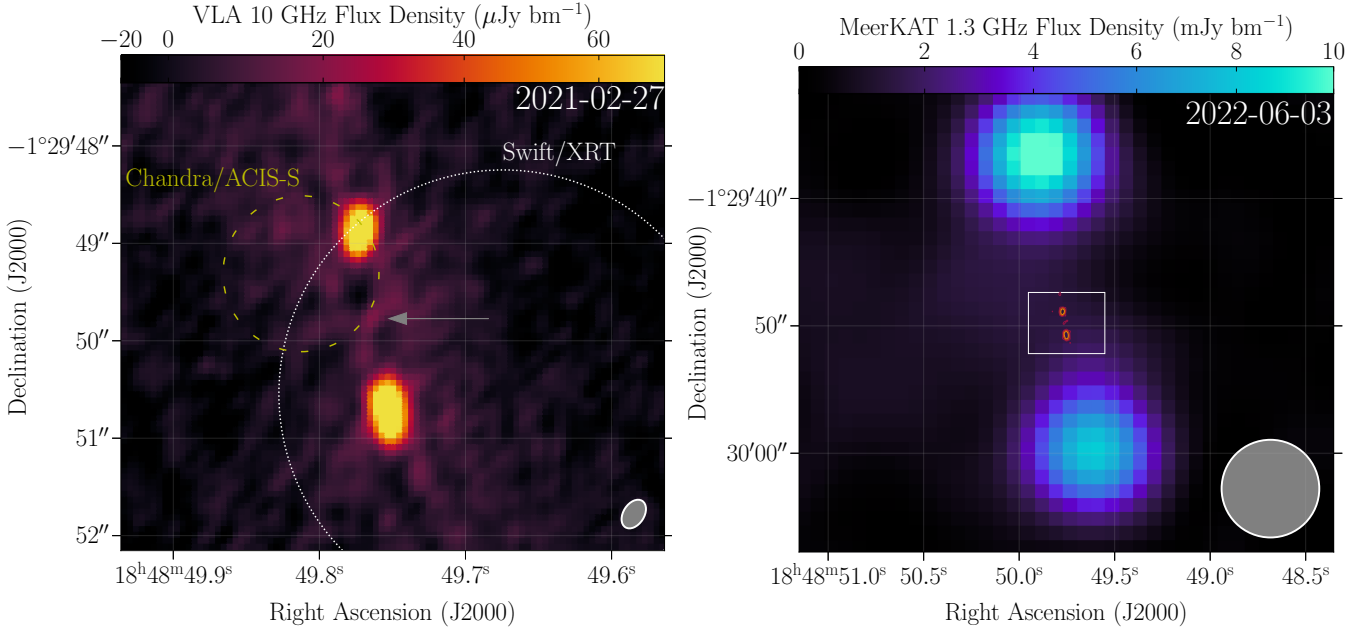 VLA 10 GHz Flux Density (μJy bm⁻¹)
−20 0 20 40 60
2021-02-27
Swift/XRT
Chandra/ACIS-S
−1°29′48″
49″
50″
51″
52″
Declination (J2000)
18ʰ48ᵐ49.9ˢ 49.8ˢ 49.7ˢ 49.6ˢ
Right Ascension (J2000)
MeerKAT 1.3 GHz Flux Density (mJy bm⁻¹)
0 2 4 6 8 10
2022-06-03
−1°29′40″
50″
30′00″
Declination (J2000)
18ʰ48ᵐ51.0ˢ 50.5ˢ 50.0ˢ 49.5ˢ 49.0ˢ 48.5ˢ
Right Ascension (J2000)